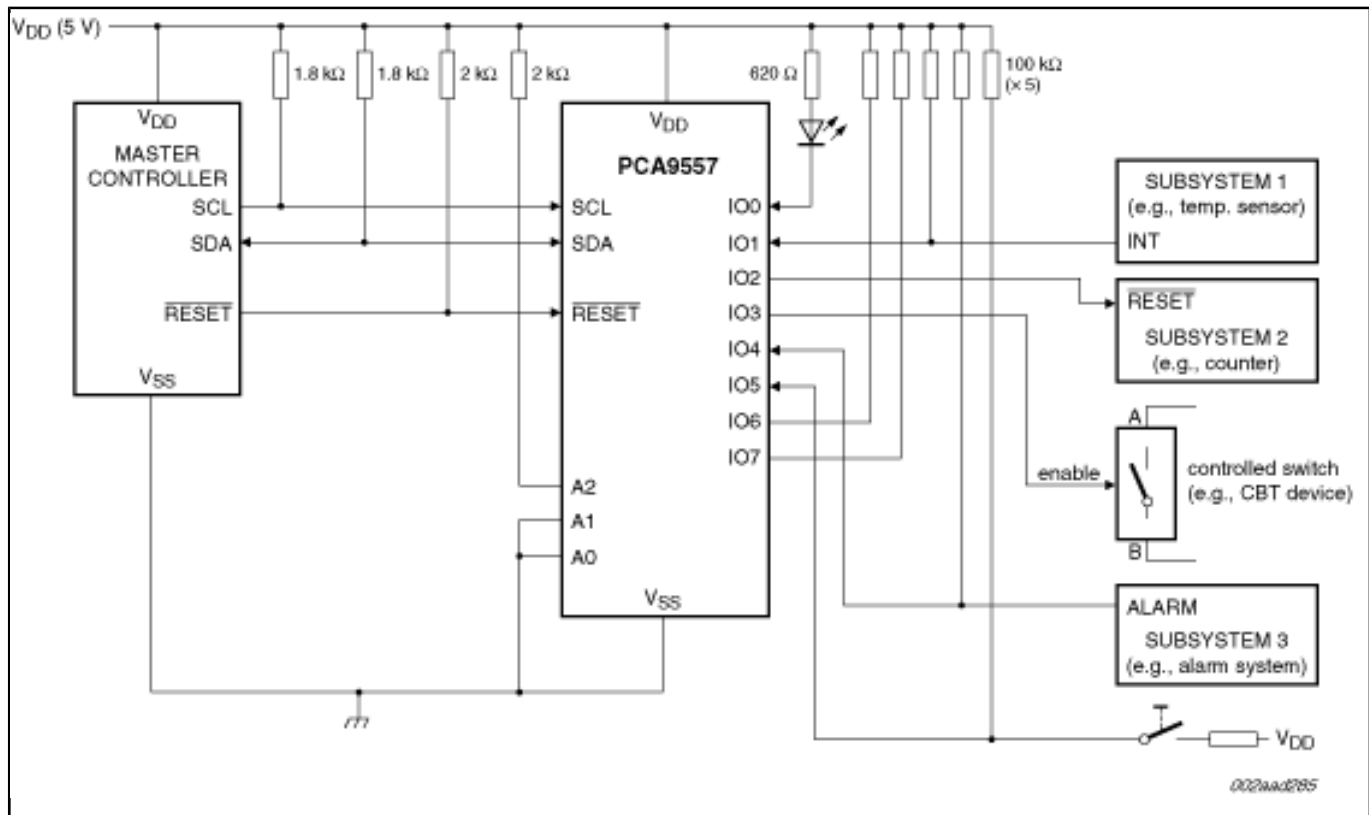 VDD (5 V)
1.8 kΩ
1.8 kΩ
2 kΩ
2 kΩ
620 Ω
100 kΩ
(× 5)
VDD
MASTER
CONTROLLER
SCL
SDA
RESET
VSS
VDD
PCA9557
SCL
SDA
RESET
A2
A1
A0
VSS
IO0
IO1
IO2
IO3
IO4
IO5
IO6
IO7
SUBSYSTEM 1
(e.g., temp. sensor)
INT
RESET
SUBSYSTEM 2
(e.g., counter)
A
enable
controlled switch
(e.g., CBT device)
B
ALARM
SUBSYSTEM 3
(e.g., alarm system)
VDD
002aad285